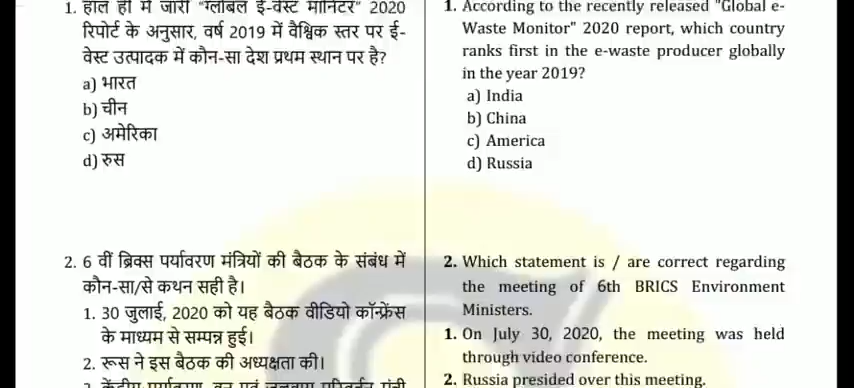 1. हाल ही में जारी "ग्लोबल ई-वेस्ट मॉनिटर" 2020
रिपोर्ट के अनुसार, वर्ष 2019 में वैश्विक स्तर पर ई-
वेस्ट उत्पादक में कौन-सा देश प्रथम स्थान पर है?
a) भारत
b) चीन
c) अमेरिका
d) रुस
2. 6 वीं ब्रिक्स पर्यावरण मंत्रियों की बैठक के संबंध में
कौन-सा/से कथन सही है।
1. 30 जुलाई, 2020 को यह बैठक वीडियो कॉन्फ्रेंस
के माध्यम से सम्पन्न हुई।
2. रूस ने इस बैठक की अध्यक्षता की।
1. According to the recently released "Global e-
Waste Monitor" 2020 report, which country
ranks first in the e-waste producer globally
in the year 2019?
a) India
b) China
c) America
d) Russia
2. Which statement is / are correct regarding
the meeting of 6th BRICS Environment
Ministers.
1. On July 30, 2020, the meeting was held
through video conference.
2. Russia presided over this meeting.